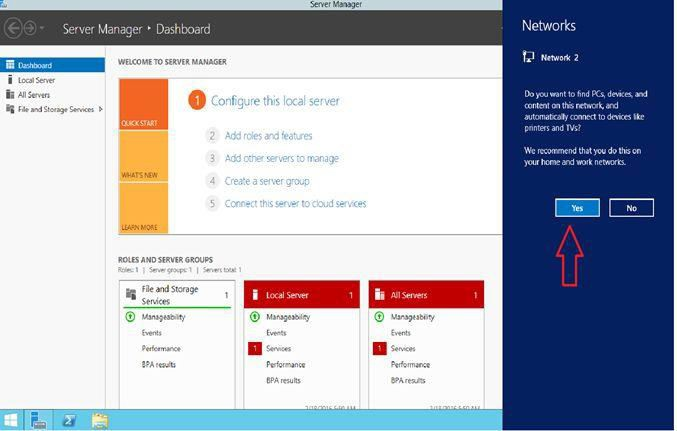 Server Manager
Server Manager • Dashboard
Dashboard
Local Server
All Servers
File and Storage Services
WELCOME TO SERVER MANAGER
QUICK START
WHAT'S NEW
LEARN MORE
1 Configure this local server
2 Add roles and features
3 Add other servers to manage
4 Create a server group
5 Connect this server to cloud services
ROLES AND SERVER GROUPS
Roles: 1 | Server groups: 1 | Servers total: 1
File and Storage
Services
1
Manageability
Events
Performance
BPA results
Local Server 1
Manageability
Events
1 Services
Performance
BPA results
All Servers 1
Manageability
Events
1 Services
Performance
BPA results
Networks
Network 2
Do you want to find PCs, devices, and
content on this network, and
automatically connect to devices like
printers and TVs?
We recommend that you do this on
your home and work networks.
Yes
No